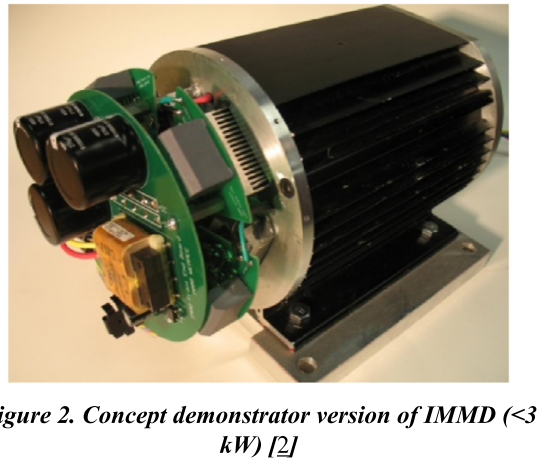 igure 2. Concept demonstrator version of IMMD (<3
kW) [2]